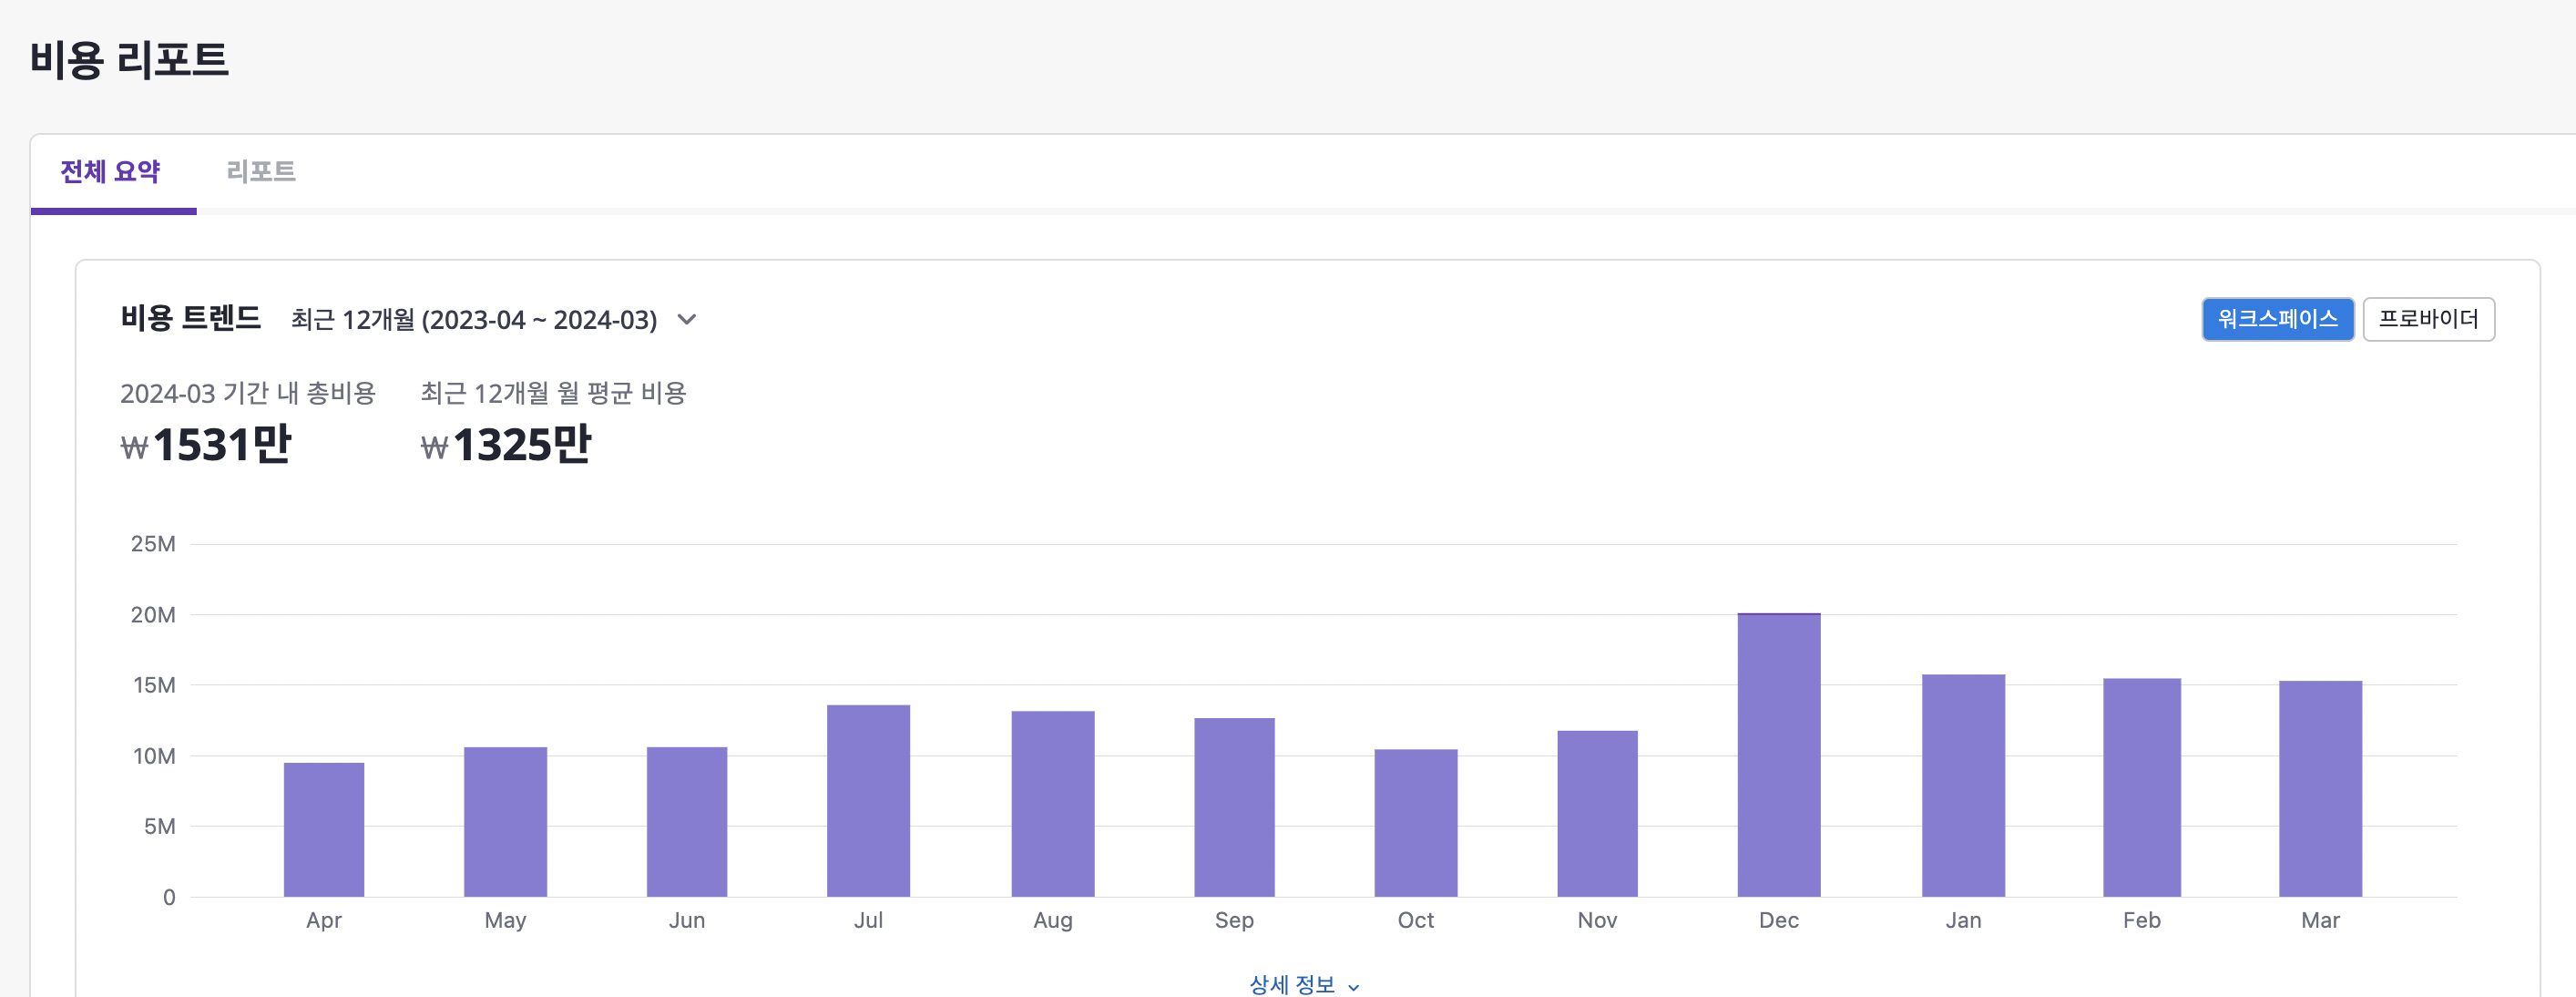 비용 리포트
전체 요약 리포트
비용 트렌드 최근 12개월 (2023-04 ~ 2024-03) 워크스페이스 프로바이더
2024-03 기간 내 총비용 최근 12개월 월 평균 비용
₩1531만 ₩1325만
25M
20M
15M
10M
5M
0
Apr May Jun Jul Aug Sep Oct Nov Dec Jan Feb Mar
상세 정보